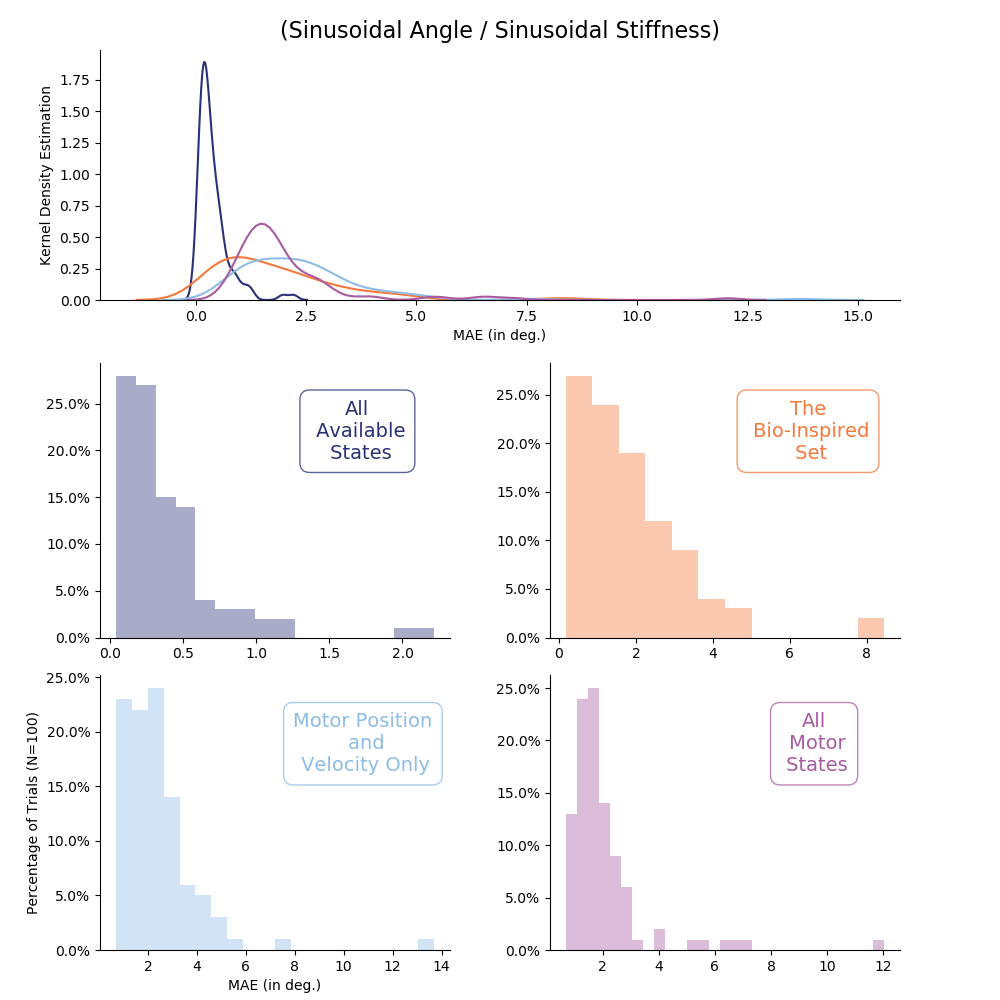 (Sinusoidal Angle / Sinusoidal Stiffness)
Kernel Density Estimation
1.75
1.50
1.25
1.00
0.75
0.50
0.25
0.00
0.0 2.5 5.0 7.5 10.0 12.5 15.0
MAE (in deg.)
25.0%
20.0%
15.0%
10.0%
5.0%
0.0%
0.0 0.5 1.0 1.5 2.0
All
Available
States
25.0%
20.0%
15.0%
10.0%
5.0%
0.0%
0 2 4 6 8
The
Bio-Inspired
Set
Percentage of Trials (N=100)
25.0%
20.0%
15.0%
10.0%
5.0%
0.0%
2 4 6 8 10 12 14
MAE (in deg.)
Motor Position
and
Velocity Only
25.0%
20.0%
15.0%
10.0%
5.0%
0.0%
2 4 6 8 10 12
All
Motor
States